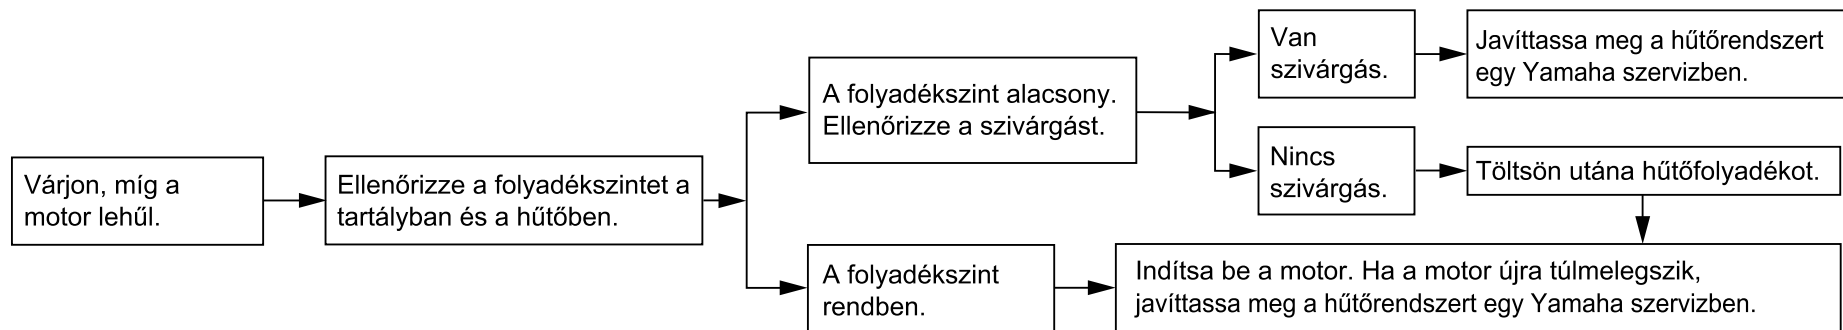 Várjon, míg a
motor lehűl.
Ellenőrizze a folyadékszintet a
tartályban és a hűtőben.
A folyadékszint alacsony.
Ellenőrizze a szivárgást.
Van
szivárgás.
Javíttassa meg a hűtőrendszert
egy Yamaha szervizben.
Nincs
szivárgás.
Töltsön utána hűtőfolyadékot.
A folyadékszint
rendben.
Indítsa be a motor. Ha a motor újra túlmelegszik,
javíttassa meg a hűtőrendszert egy Yamaha szervizben.